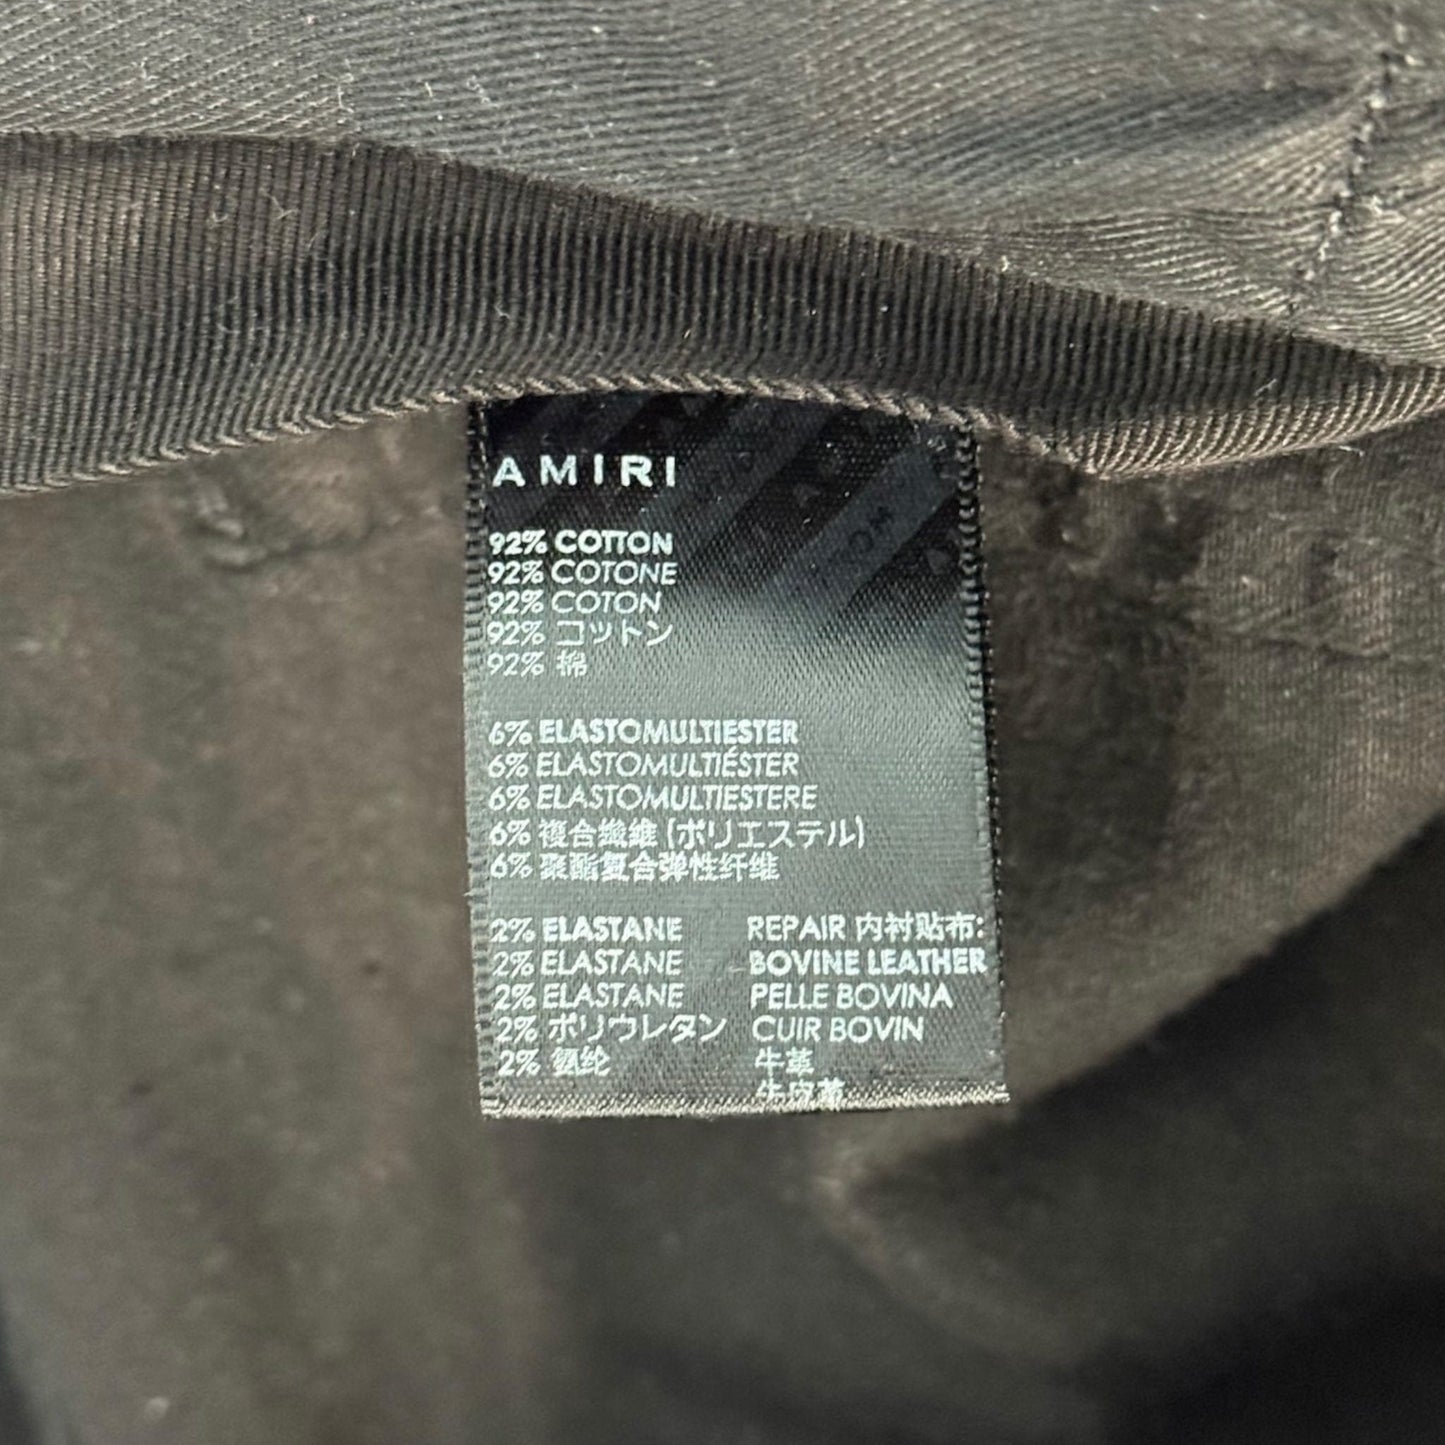 AMIRI
92% COTTON
92% COTONE
92% COTON
92% コットン
92% 棉
6% ELASTOMULTIESTER
6% ELASTOMULTIÉSTER
6% ELASTOMULTIESTERE
6% 複合繊維 (ポリエステル)
6% 聚酯复合弹性纤维
2% ELASTANE
2% ELASTANE
2% ELASTANE
2% ポリウレタン
2% 氨纶
REPAIR 内衬贴布:
BOVINE LEATHER
PELLE BOVINA
CUIR BOVIN
牛革
牛皮革